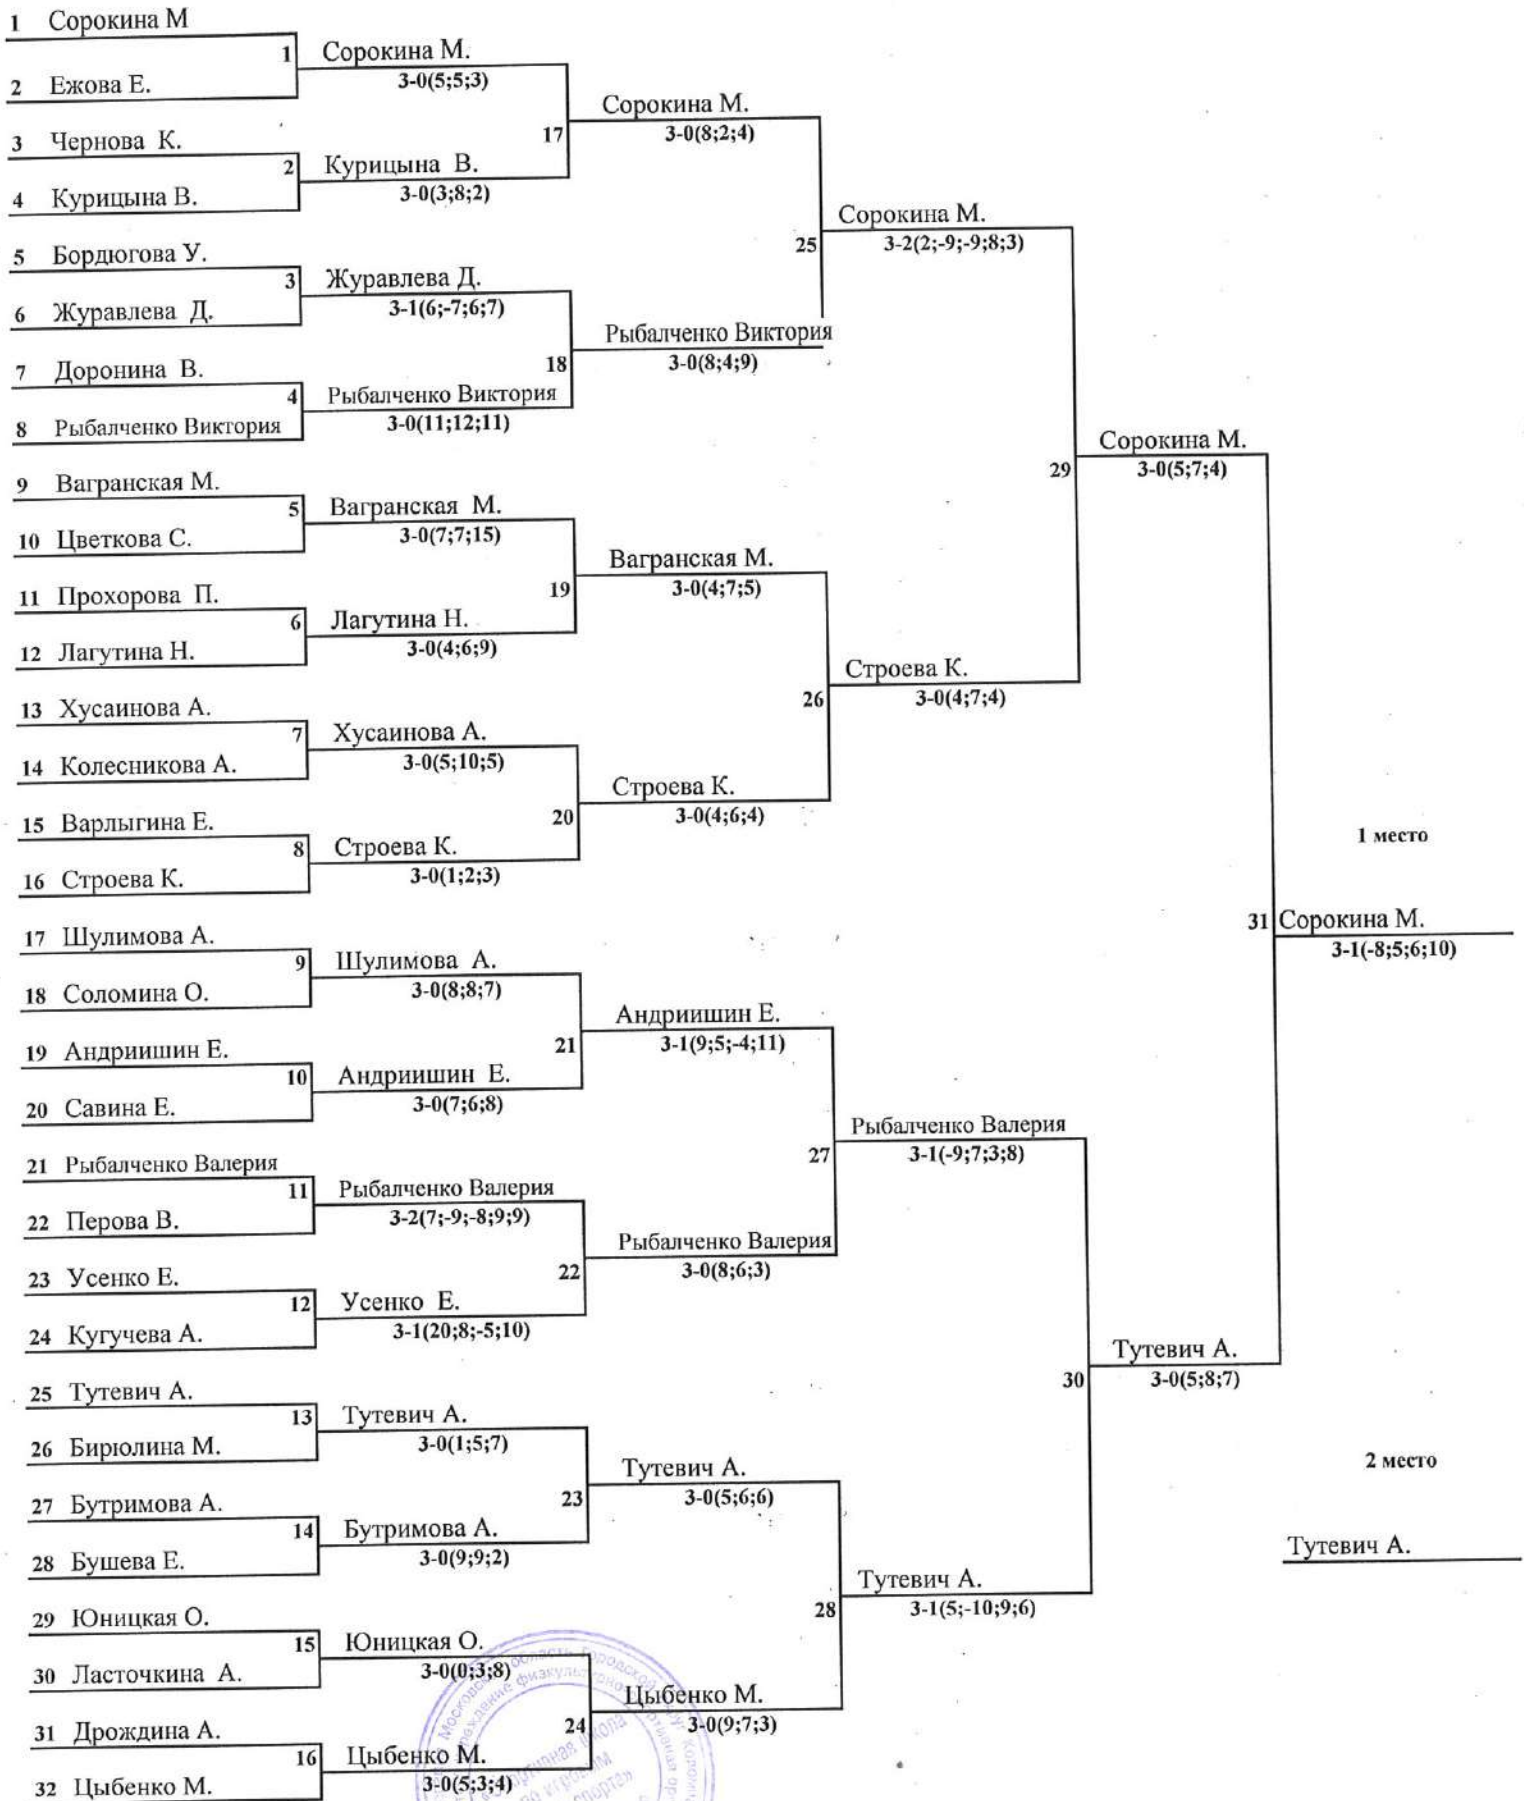 1 Сорокина М
1 Сорокина М.
3-0(5;5;3)
2 Ежова Е.
Сорокина М.
3-0(8;2;4)
3 Чернова К.
17
2 Курицына В.
3-0(3;8;2)
4 Курицына В.
Сорокина М.
3-2(2;-9;-9;8;3)
25
5 Бордюгова У.
3 Журавлева Д.
3-1(6;-7;6;7)
6 Журавлева Д.
Рыбалченко Виктория
3-0(8;4;9)
18
7 Доронина В.
4 Рыбалченко Виктория
3-0(11;12;11)
8 Рыбалченко Виктория
Сорокина М.
3-0(5;7;4)
29
9 Вагранская М.
5 Вагранская М.
3-0(7;7;15)
10 Цветкова С.
Вагранская М.
3-0(4;7;5)
19
11 Прохорова П.
6 Лагутина Н.
3-0(4;6;9)
12 Лагутина Н.
Строева К.
3-0(4;7;4)
26
13 Хусаинова А.
7 Хусаинова А.
3-0(5;10;5)
14 Колесникова А.
Строева К.
3-0(4;6;4)
20
15 Варлыгина Е.
8 Строева К.
3-0(1;2;3)
16 Строева К.
1 место
31 Сорокина М.
3-1(-8;5;6;10)
17 Шулимова А.
9 Шулимова А.
3-0(8;8;7)
18 Соломина О.
Андриишин Е.
3-1(9;5;-4;11)
21
19 Андриишин Е.
10 Андриишин Е.
3-0(7;6;8)
20 Савина Е.
Рыбалченко Валерия
3-1(-9;7;3;8)
27
21 Рыбалченко Валерия
11 Рыбалченко Валерия
3-2(7;-9;-8;9;9)
22 Перова В.
Рыбалченко Валерия
3-0(8;6;3)
22
23 Усенко Е.
12 Усенко Е.
3-1(20;8;-5;10)
24 Кугучева А.
Тутевич А.
3-0(5;8;7)
30
25 Тутевич А.
13 Тутевич А.
3-0(1;5;7)
26 Бирюлина М.
Тутевич А.
3-0(5;6;6)
23
2 место
27 Бутримова А.
14 Бутримова А.
3-0(9;9;2)
28 Бушева Е.
Тутевич А.
Тутевич А.
3-1(5;-10;9;6)
28
29 Юницкая О.
15 Юницкая О.
3-0(0;3;8)
30 Ласточкина А.
Цыбенко М.
3-0(9;7;3)
24
31 Дрождина А.
16 Цыбенко М.
3-0(5;3;4)
32 Цыбенко М.